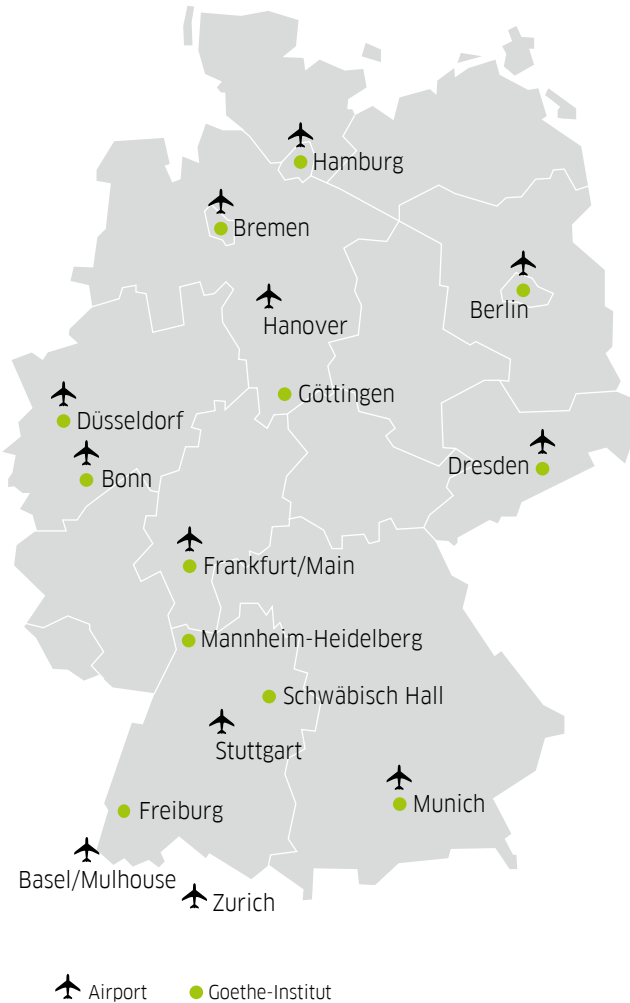 Hamburg
Bremen
Berlin
Hanover
Göttingen
Düsseldorf
Dresden
Bonn
Frankfurt/Main
Mannheim-Heidelberg
Schwäbisch Hall
Stuttgart
Munich
Freiburg
Basel/Mulhouse
Zurich
Airport
Goethe-Institut